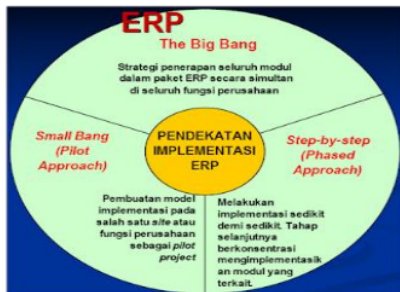 ERP
The Big Bang
Strategi penerapan seluruh modul
dalam paket ERP secara simultan
di seluruh fungsi perusahaan
Small Bang
(Pilot
Approach)
PENDEKATAN
IMPLEMENTASI
ERP
Step-by-step
(Phased
Approach)
Pembuatan model
implementasi pada
salah satu site atau
fungsi perusahaan
sebagai pilot
project
Melakukan
implementasi sedikit
demi sedikit. Tahap
selanjutnya
berkonsentrasi
mengimplementasik
an modul yang
terkait.